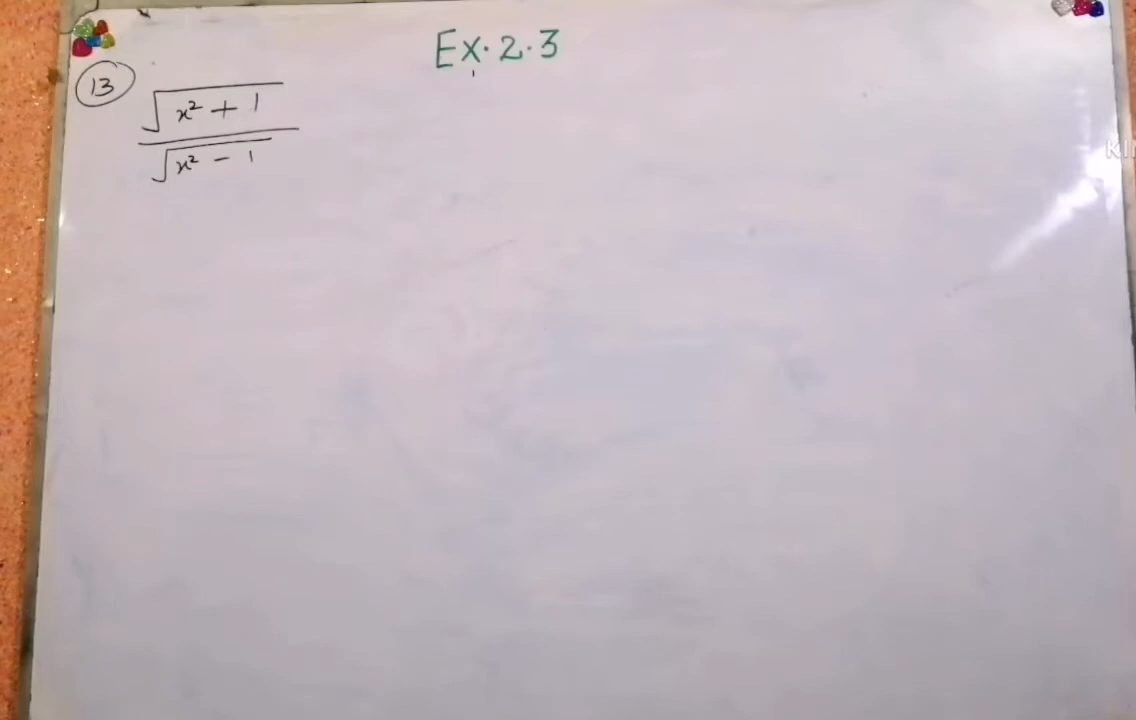 Ex. 2.3
13
√x² + 1
√x² - 1